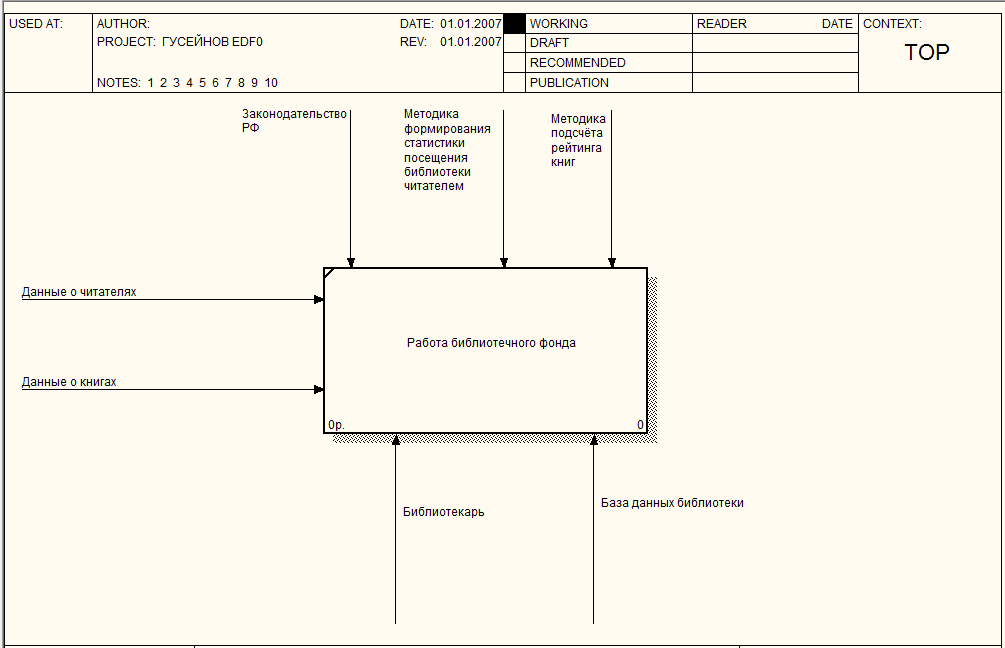 USED AT:
AUTHOR:
DATE: 01.01.2007
PROJECT: ГУСЕЙНОВ EDF0
REV: 01.01.2007
NOTES: 1 2 3 4 5 6 7 8 9 10
WORKING
DRAFT
RECOMMENDED
PUBLICATION
READER
DATE
CONTEXT:
TOP
Законодательство
РФ
Методика
формирования
статистики
посещения
библиотеки
читателем
Методика
подсчёта
рейтинга
книг
Данные о читателях
Данные о книгах
Работа библиотечного фонда
0р.
0
Библиотекарь
База данных библиотеки